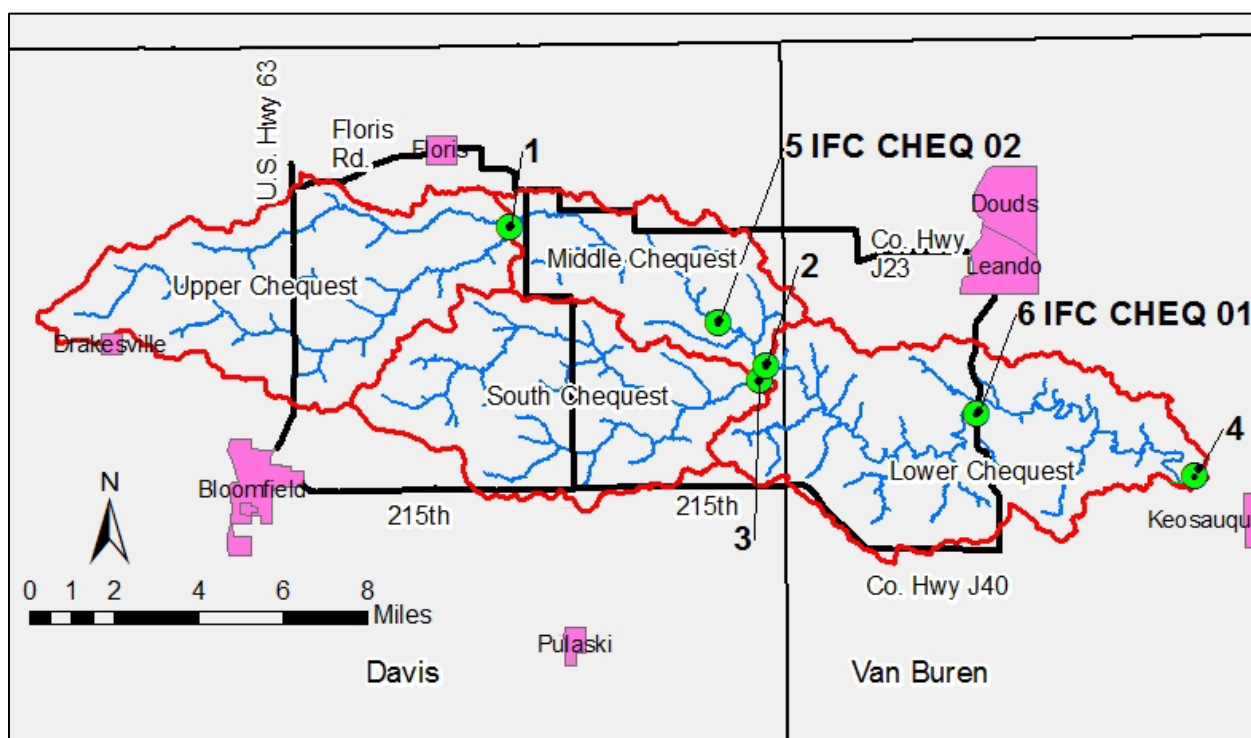 U.S. Hwy 63
Floris
Rd.
Floris
1
5 IFC CHEQ 02
Douds
Co. Hwy
J23
Leando
Middle Chequest
2
Upper Chequest
6 IFC CHEQ 01
Drakesville
South Chequest
4
Lower Chequest
N
Bloomfield
215th
215th
3
Keosauqu
Co. Hwy J40
0 1 2 4 6 8
Miles
Pulaski
Davis
Van Buren